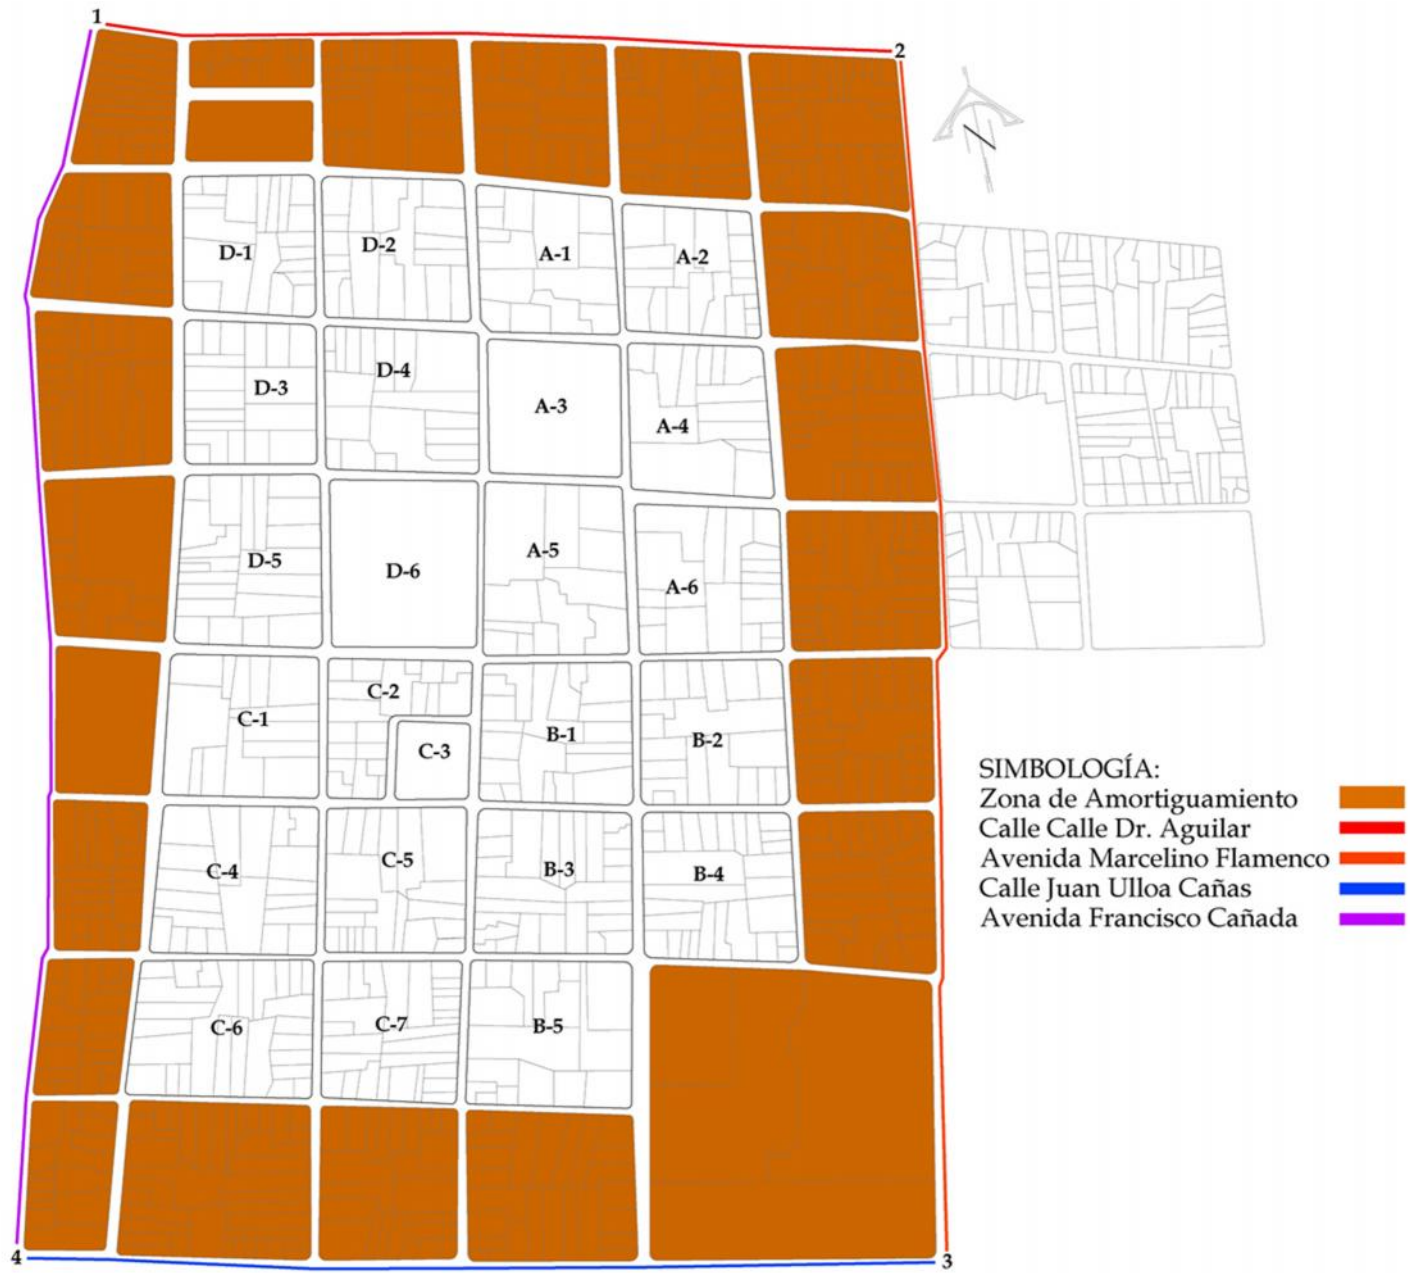 1
2
D-1
D-2
A-1
A-2
D-3
D-4
A-3
A-4
D-5
D-6
A-5
A-6
C-1
C-2
C-3
B-1
B-2
C-4
C-5
B-3
B-4
C-6
C-7
B-5
4
3
SIMBOLOGÍA:
Zona de Amortiguamiento
Calle Calle Dr. Aguilar
Avenida Marcelino Flamenco
Calle Juan Ulloa Cañas
Avenida Francisco Cañada